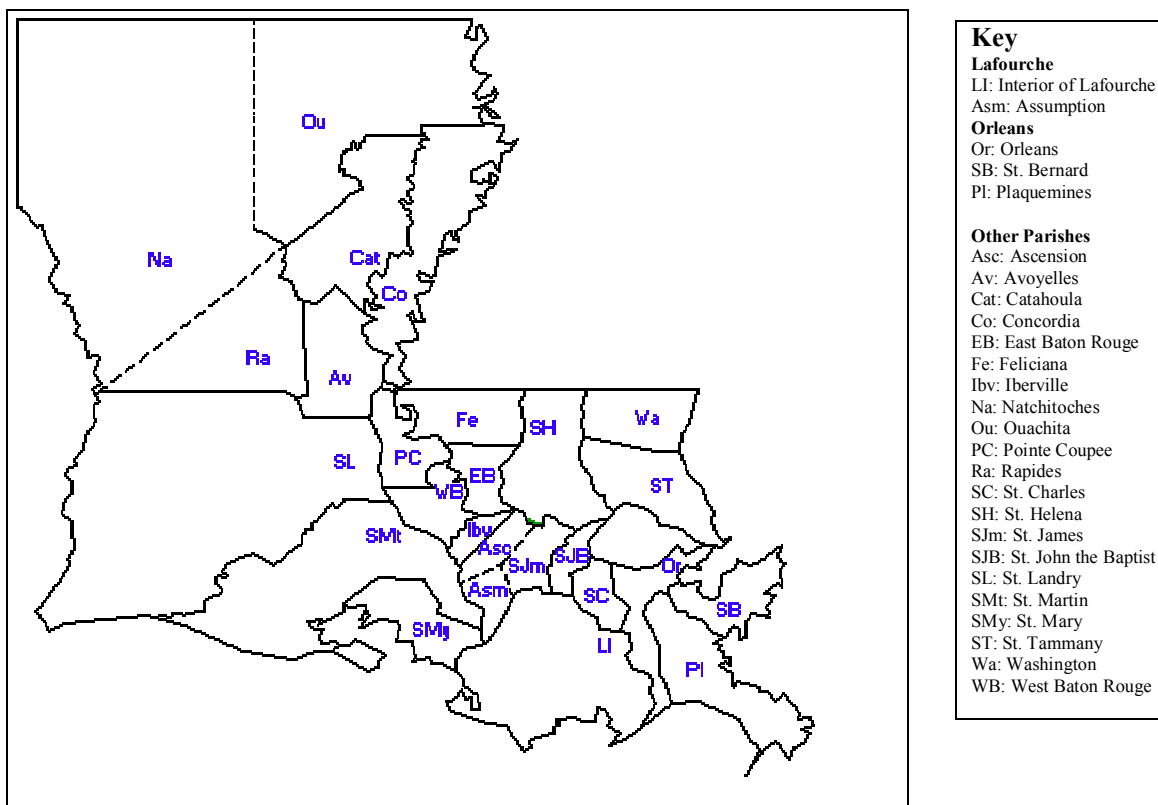 Ou
Na
Cat
Co
Ra
Av
Fe
SH
Wa
SL
PC
EB
WB
ST
SMt
Ibv
Asc
SJm
SJB
Or
Asm
SC
SB
SMy
LI
Pl
Key
Lafourche
LI: Interior of Lafourche
Asm: Assumption
Orleans
Or: Orleans
SB: St. Bernard
Pl: Plaquemines
Other Parishes
Asc: Ascension
Av: Avoyelles
Cat: Catahoula
Co: Concordia
EB: East Baton Rouge
Fe: Feliciana
Ibv: Iberville
Na: Natchitoches
Ou: Ouachita
PC: Pointe Coupee
Ra: Rapides
SC: St. Charles
SH: St. Helena
SJm: St. James
SJB: St. John the Baptist
SL: St. Landry
SMt: St. Martin
SMy: St. Mary
ST: St. Tammany
Wa: Washington
WB: West Baton Rouge